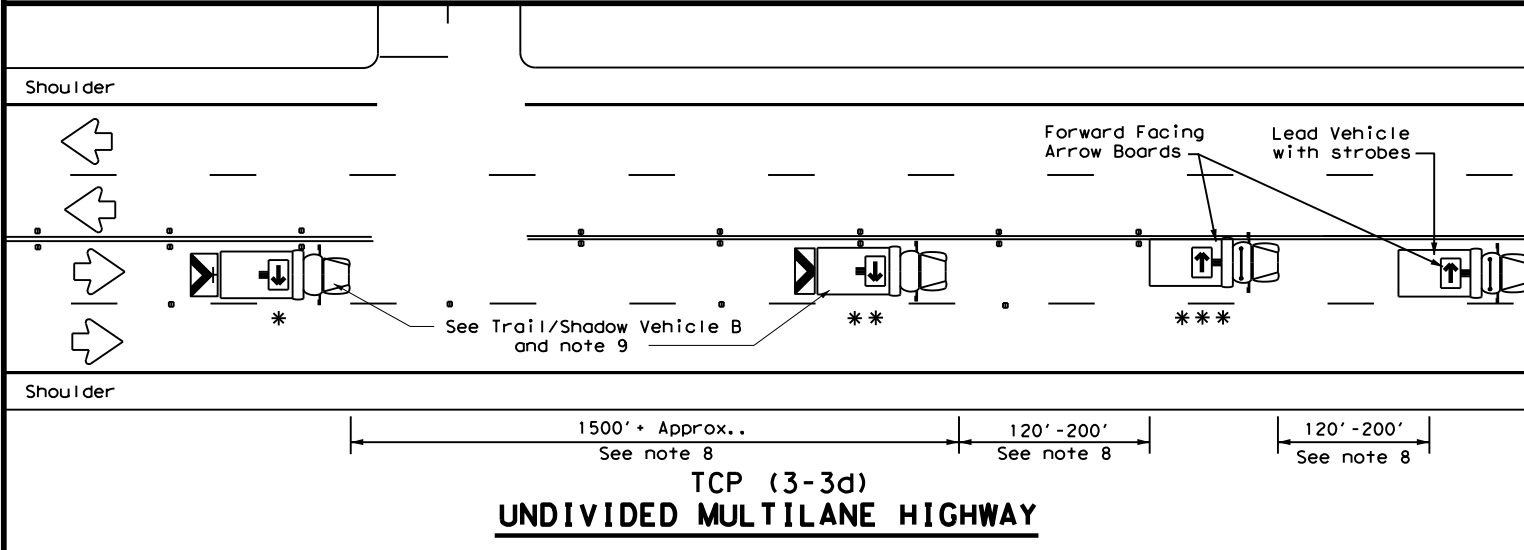 Shoulder
Forward Facing
Arrow Boards
Lead Vehicle
with strobes
*
**
***
See Trail/Shadow Vehicle B
and note 9
Shoulder
1500'+ Approx..
See note 8
120'-200'
See note 8
120'-200'
See note 8
TCP (3-3d)
UNDIVIDED MULTILANE HIGHWAY